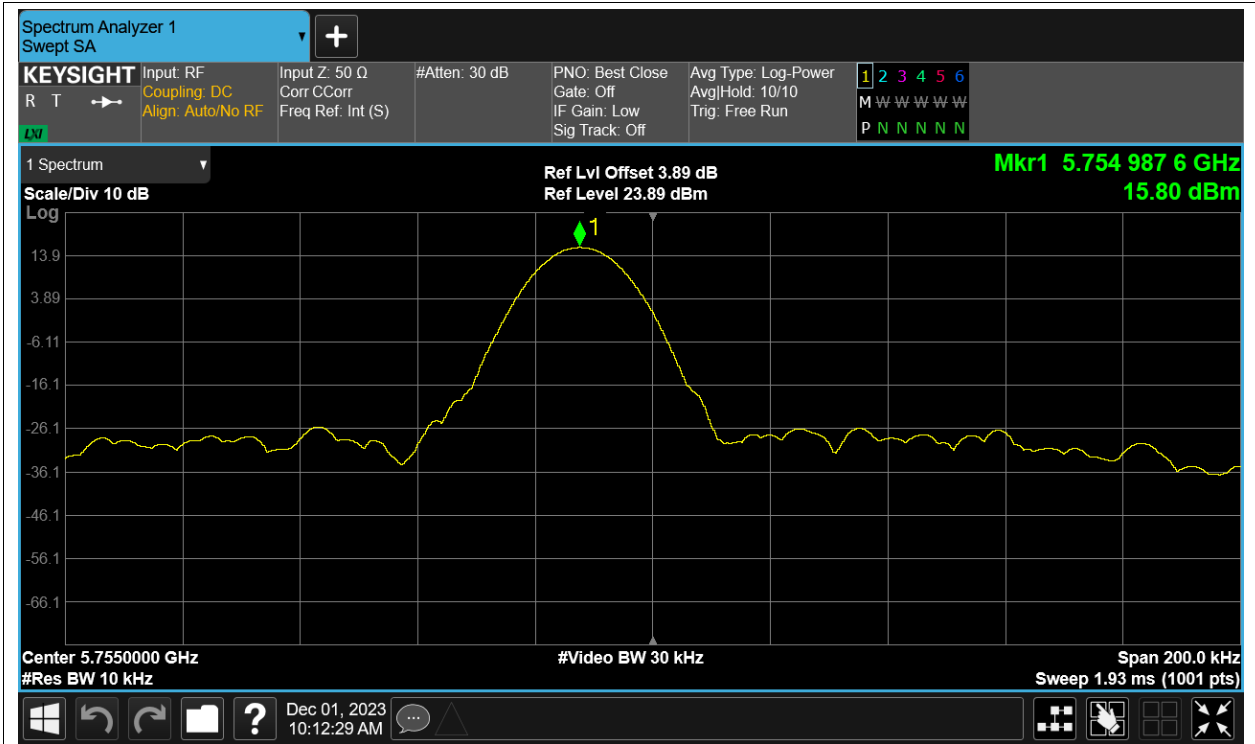 Spectrum Analyzer 1
Swept SA
KEYSIGHT
R T
LXI
Input: RF
Coupling: DC
Align: Auto/No RF
Input Z: 50 Ω
Corr CCorr
Freq Ref: Int (S)
#Atten: 30 dB
PNO: Best Close
Gate: Off
IF Gain: Low
Sig Track: Off
Avg Type: Log-Power
Avg|Hold: 10/10
Trig: Free Run
1 2 3 4 5 6
M W W W W W W
P N N N N N
1 Spectrum
Scale/Div 10 dB
Log
Ref Lvl Offset 3.89 dB
Ref Level 23.89 dBm
Mkr1 5.754 987 6 GHz
15.80 dBm
1
13.9
3.89
-6.11
-16.1
-26.1
-36.1
-46.1
-56.1
-66.1
Center 5.7550000 GHz
#Res BW 10 kHz
#Video BW 30 kHz
Span 200.0 kHz
Sweep 1.93 ms (1001 pts)
?
Dec 01, 2023
10:12:29 AM